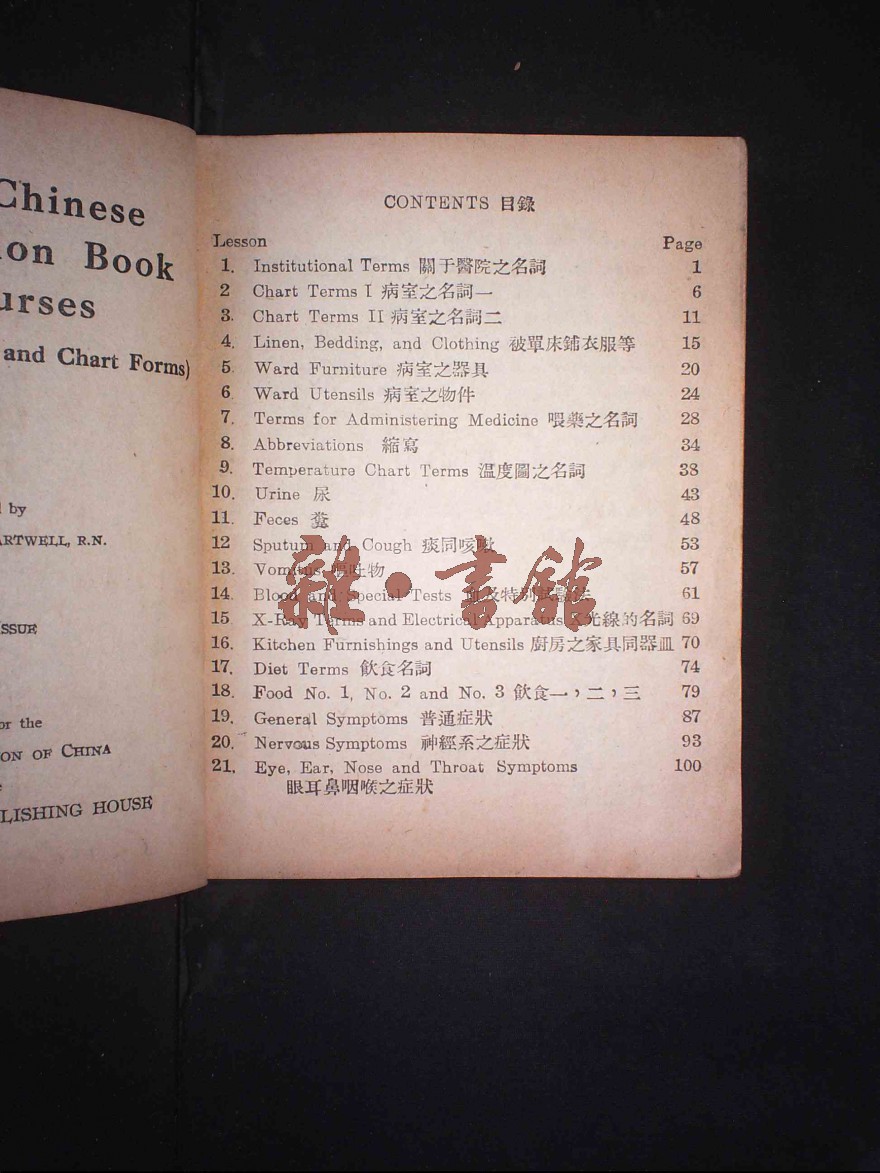 Chinese
on Book
urses
and Chart Forms)
by
ARTWELL, R.N.
SSUE
or the
ON OF CHINA
LISHING HOUSE
CONTENTS 目錄
Lesson Page
1. Institutional Terms 關于醫院之名詞 1
2 Chart Terms I 病室之名詞一 6
3. Chart Terms II 病室之名詞二 11
4. Linen, Bedding, and Clothing 被單床鋪衣服等 15
5. Ward Furniture 病室之器具 20
6. Ward Utensils 病室之物件 24
7. Terms for Administering Medicine 喂藥之名詞 28
8. Abbreviations 縮寫 34
9. Temperature Chart Terms 温度圖之名詞 38
10. Urine 尿 43
11. Feces 糞 48
12 Sputum and Cough 痰同咳嗽 53
13. Vomitus 嘔吐物 57
14. Blood and Special Tests 及特別試騐法 61
15 X-Ray Terms and Electrical Apparatus X光線的名詞 69
16. Kitchen Furnishings and Utensils 廚房之家具同器皿 70
17. Diet Terms 飲食名詞 74
18. Food No. 1, No. 2 and No. 3 飲食一，二，三 79
19. General Symptoms 普通症狀 87
20. Nervous Symptoms 神經系之症狀 93
21. Eye, Ear, Nose and Throat Symptoms 100
眼耳鼻咽喉之症狀
雜·書館